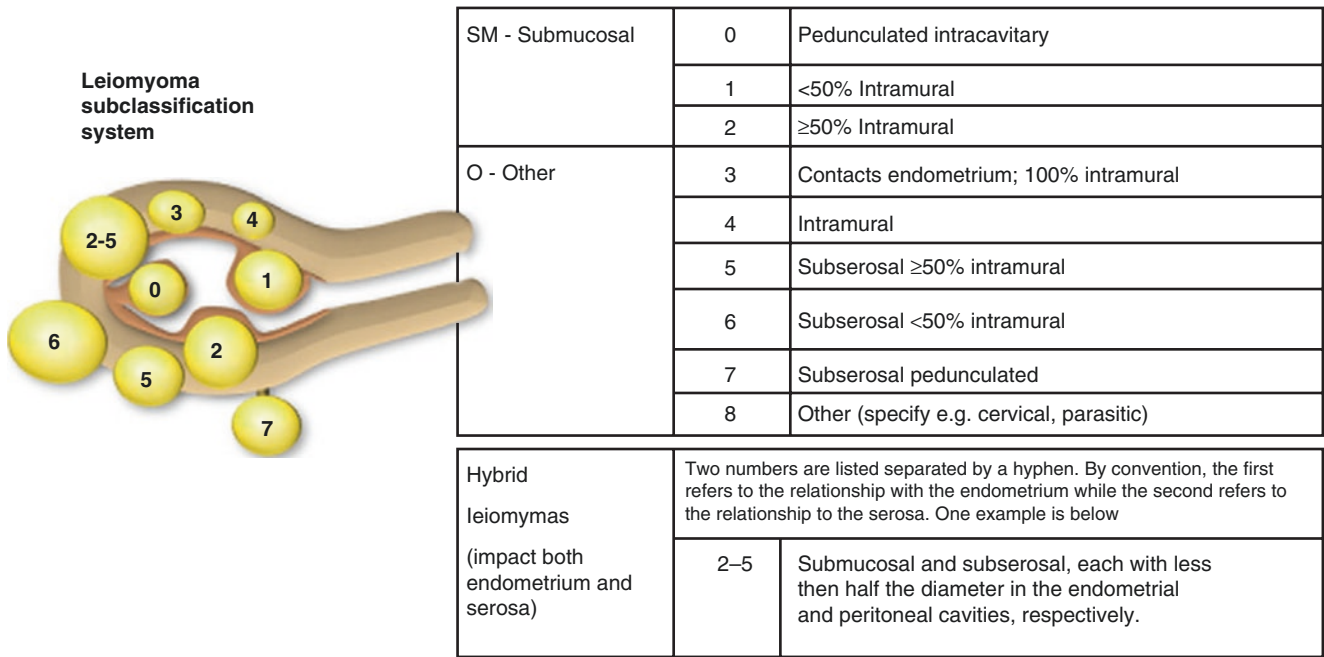 Leiomyoma
subclassification
system
2-5
3
4
0
1
6
5
2
7
SM - Submucosal
0
Pedunculated intracavitary
1
<50% Intramural
2
≥50% Intramural
O - Other
3
Contacts endometrium; 100% intramural
4
Intramural
5
Subserosal ≥50% intramural
6
Subserosal <50% intramural
7
Subserosal pedunculated
8
Other (specify e.g. cervical, parasitic)
Hybrid
leiomymas
(impact both
endometrium and
serosa)
Two numbers are listed separated by a hyphen. By convention, the first
refers to the relationship with the endometrium while the second refers to
the relationship to the serosa. One example is below
2–5
Submucosal and subserosal, each with less
then half the diameter in the endometrial
and peritoneal cavities, respectively.